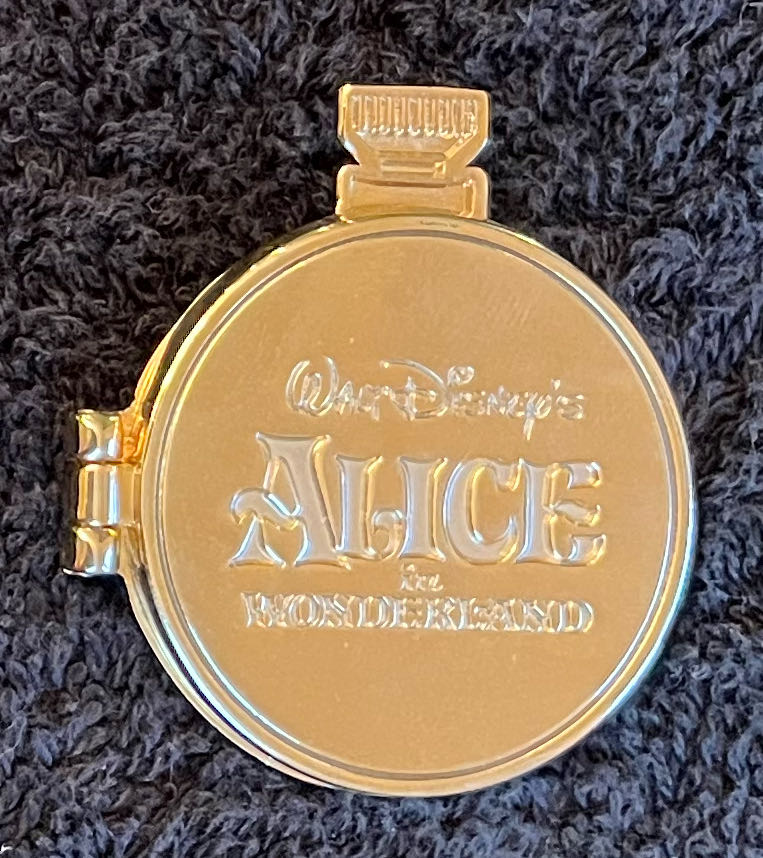 Walt Disney's
ALICE
in
WONDERLAND